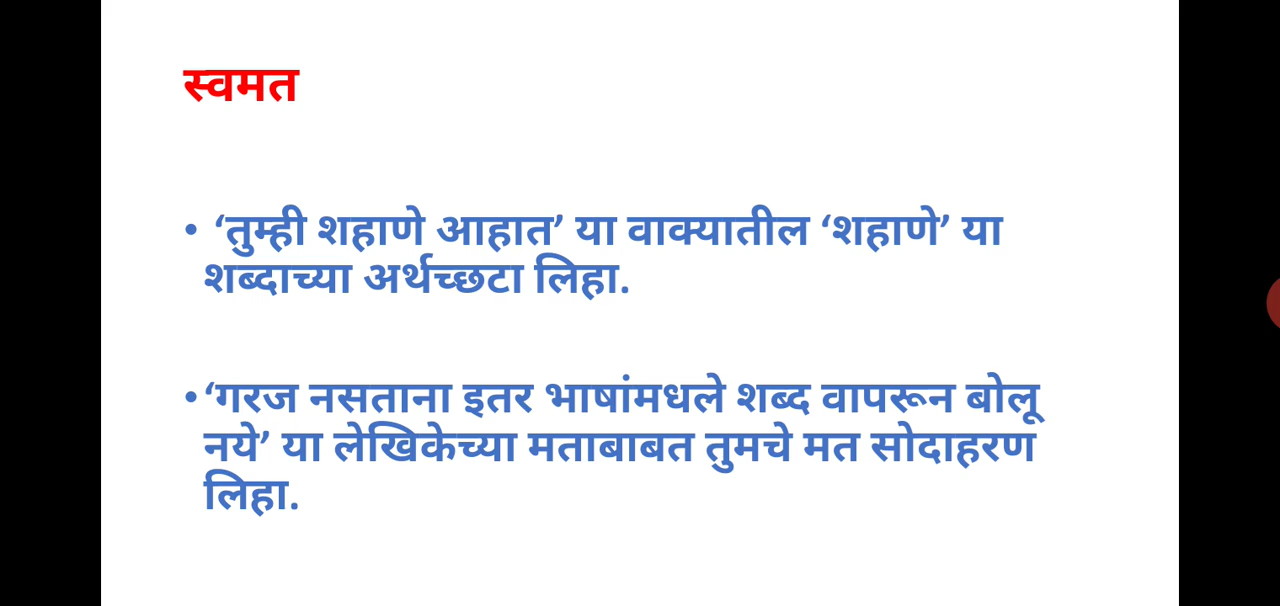 स्वमत
• ‘तुम्ही शहाणे आहात’ या वाक्यातील ‘शहाणे’ या
शब्दाच्या अर्थच्छटा लिहा.
• ‘गरज नसताना इतर भाषांमधले शब्द वापरून बोलू
नये’ या लेखिकेच्या मताबाबत तुमचे मत सोदाहरण
लिहा.